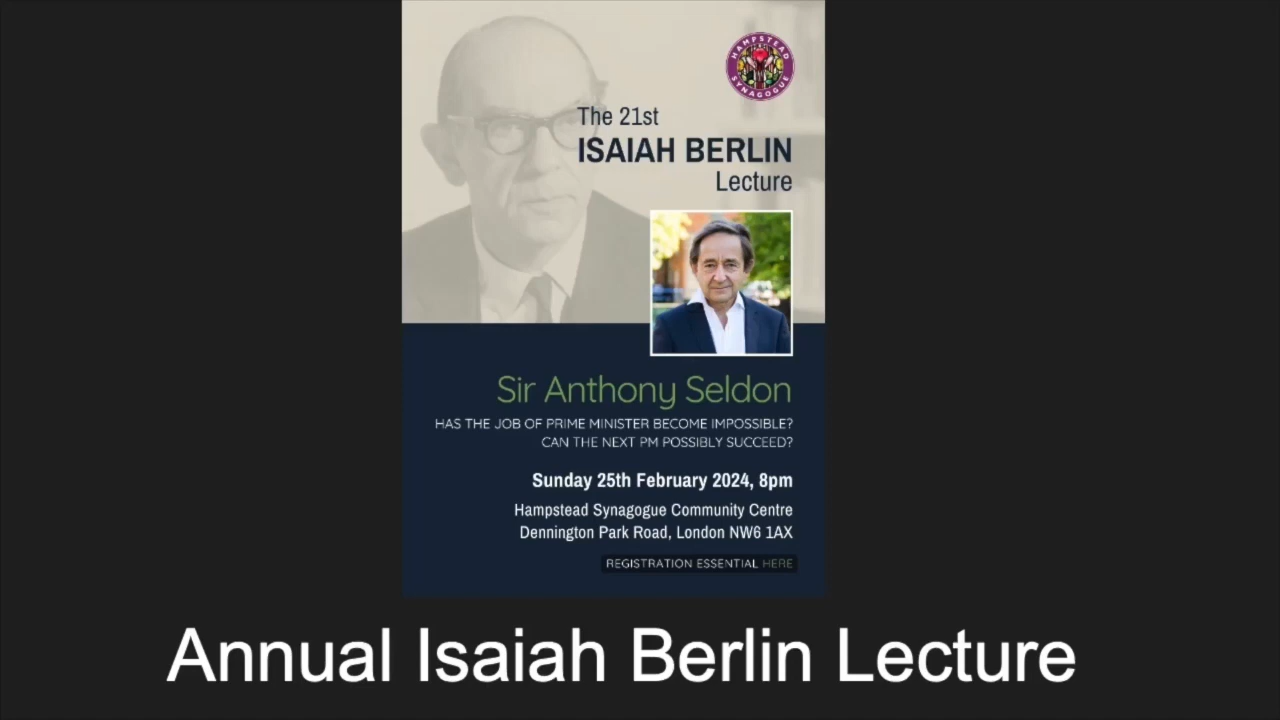 HAMPSTEAD
SYNAGOGUE
The 21st
ISAIAH BERLIN
Lecture
Sir Anthony Seldon
HAS THE JOB OF PRIME MINISTER BECOME IMPOSSIBLE?
CAN THE NEXT PM POSSIBLY SUCCEED?
Sunday 25th February 2024, 8pm
Hampstead Synagogue Community Centre
Dennington Park Road, London NW6 1AX
REGISTRATION ESSENTIAL HERE
Annual Isaiah Berlin Lecture